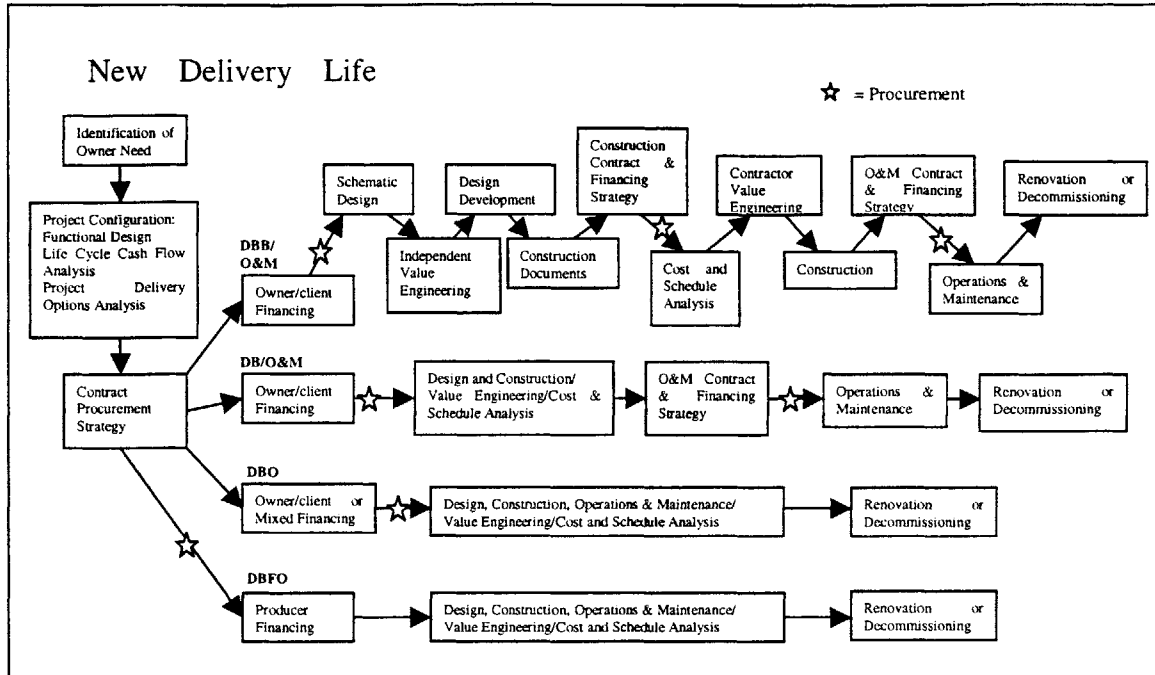 New Delivery Life
= Procurement
Identification of
Owner Need
Project Configuration:
Functional Design
Life Cycle Cash Flow
Analysis
Project Delivery
Options Analysis
Contract
Procurement
Strategy
DBB/
O&M
Owner/client
Financing
Schematic
Design
Independent
Value
Engineering
Design
Development
Construction
Documents
Construction
Contract &
Financing
Strategy
Cost and
Schedule
Analysis
Contractor
Value
Engineering
Construction
O&M Contract
& Financing
Strategy
Operations &
Maintenance
Renovation or
Decommissioning
DB/O&M
Owner/client
Financing
Design and Construction/
Value Engineering/Cost &
Schedule Analysis
O&M Contract
& Financing
Strategy
Operations &
Maintenance
Renovation or
Decommissioning
DBO
Owner/client or
Mixed Financing
Design, Construction, Operations & Maintenance/
Value Engineering/Cost and Schedule Analysis
Renovation or
Decommissioning
DBFO
Producer
Financing
Design, Construction, Operations & Maintenance/
Value Engineering/Cost and Schedule Analysis
Renovation or
Decommissioning